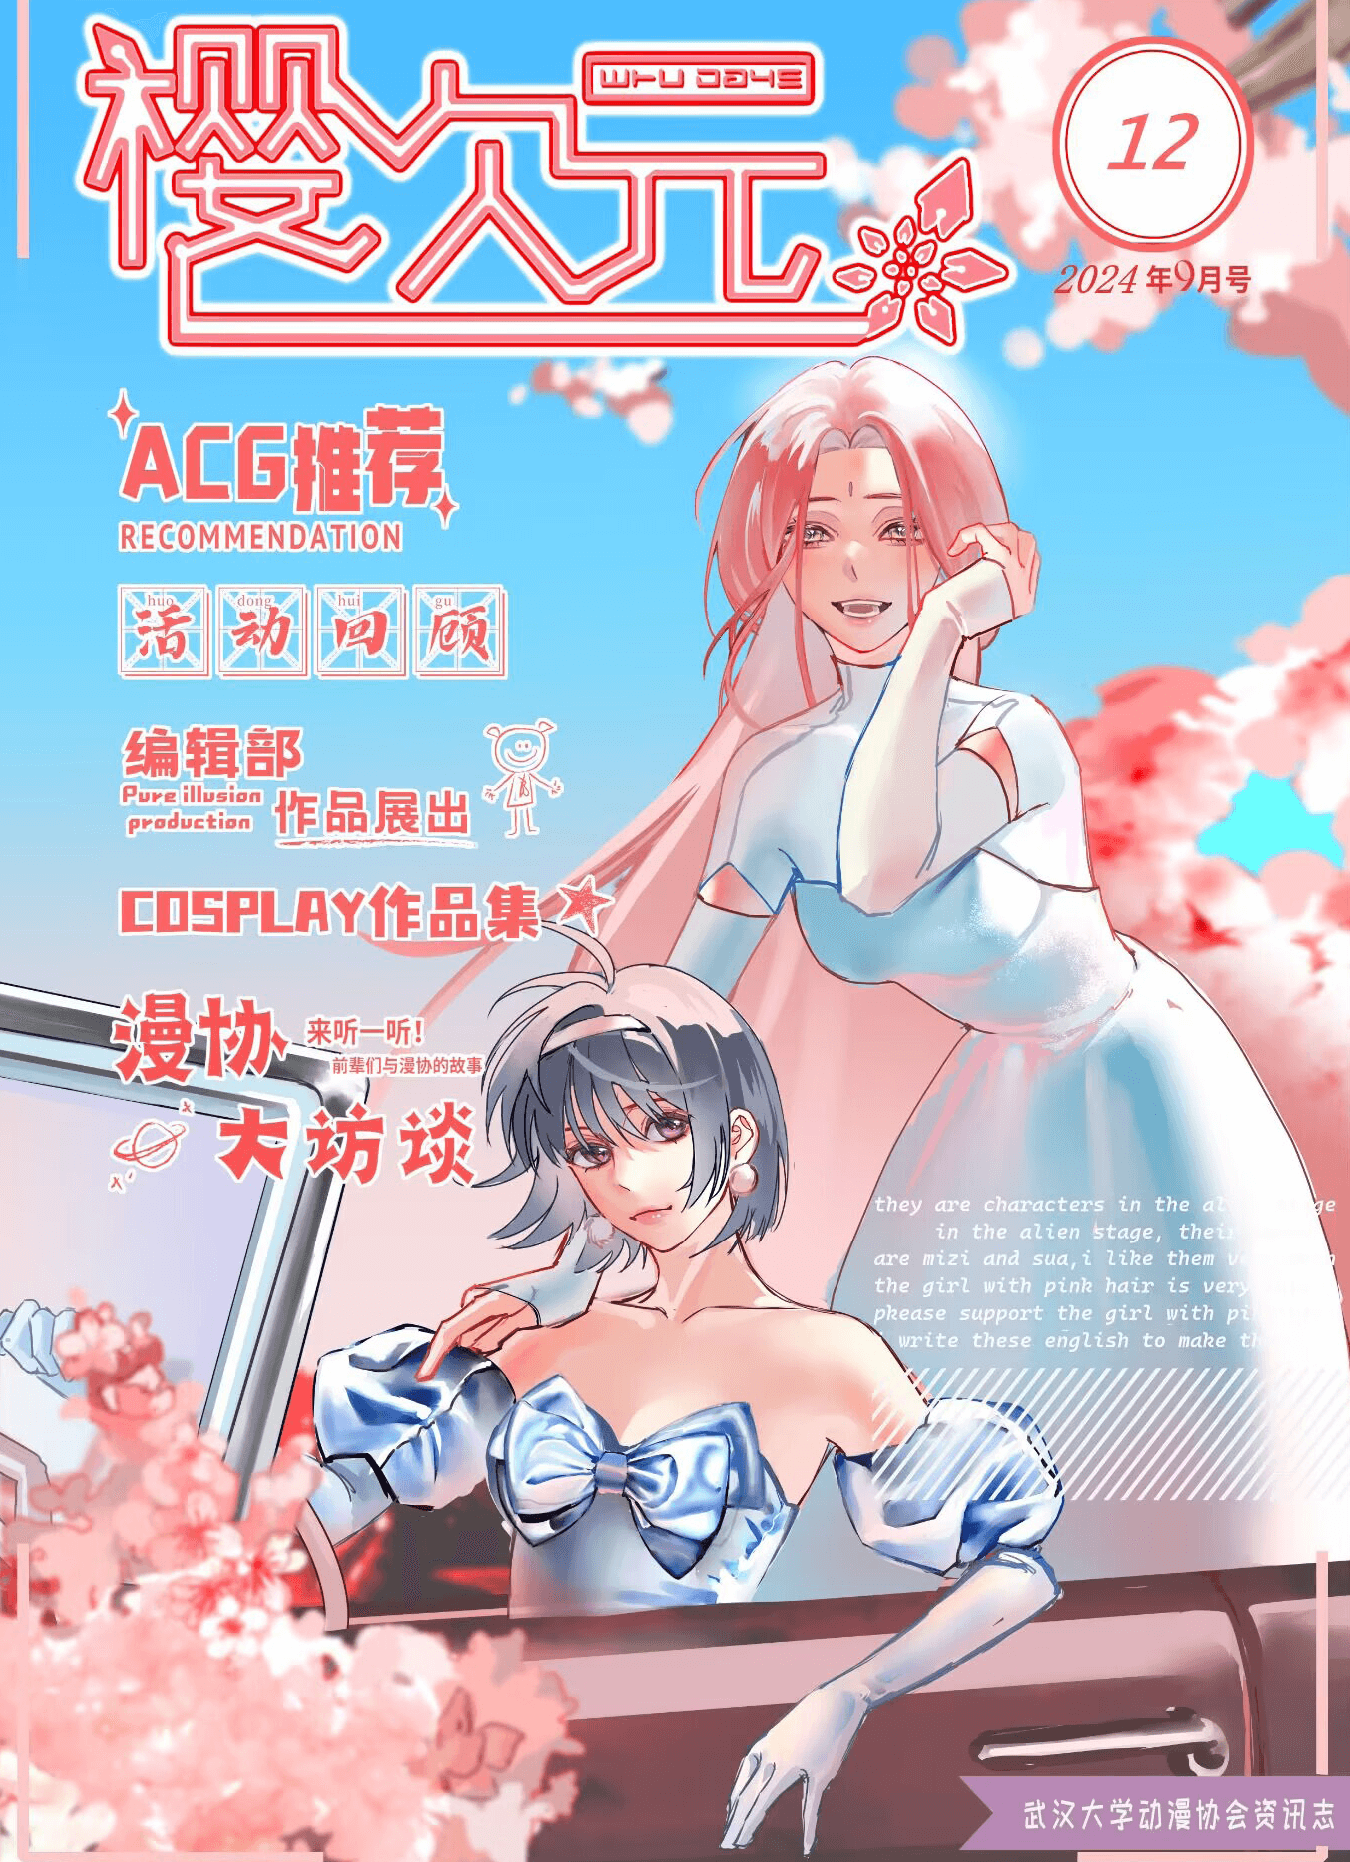 樱次元
WHU DAYS
12
2024年9月号
ACG推荐
RECOMMENDATION
huo dong hui gu
活动回顾
编辑部
Pure illusion
production
作品展出
COSPLAY作品集
漫协
来听一听!
前辈们与漫协的故事
大访谈
they are characters in the
in the alien stage,
are mizi and sua,i like them
the girl with pink hair is very
pkease support the girl with
write these english to make
武汉大学动漫协会资讯志